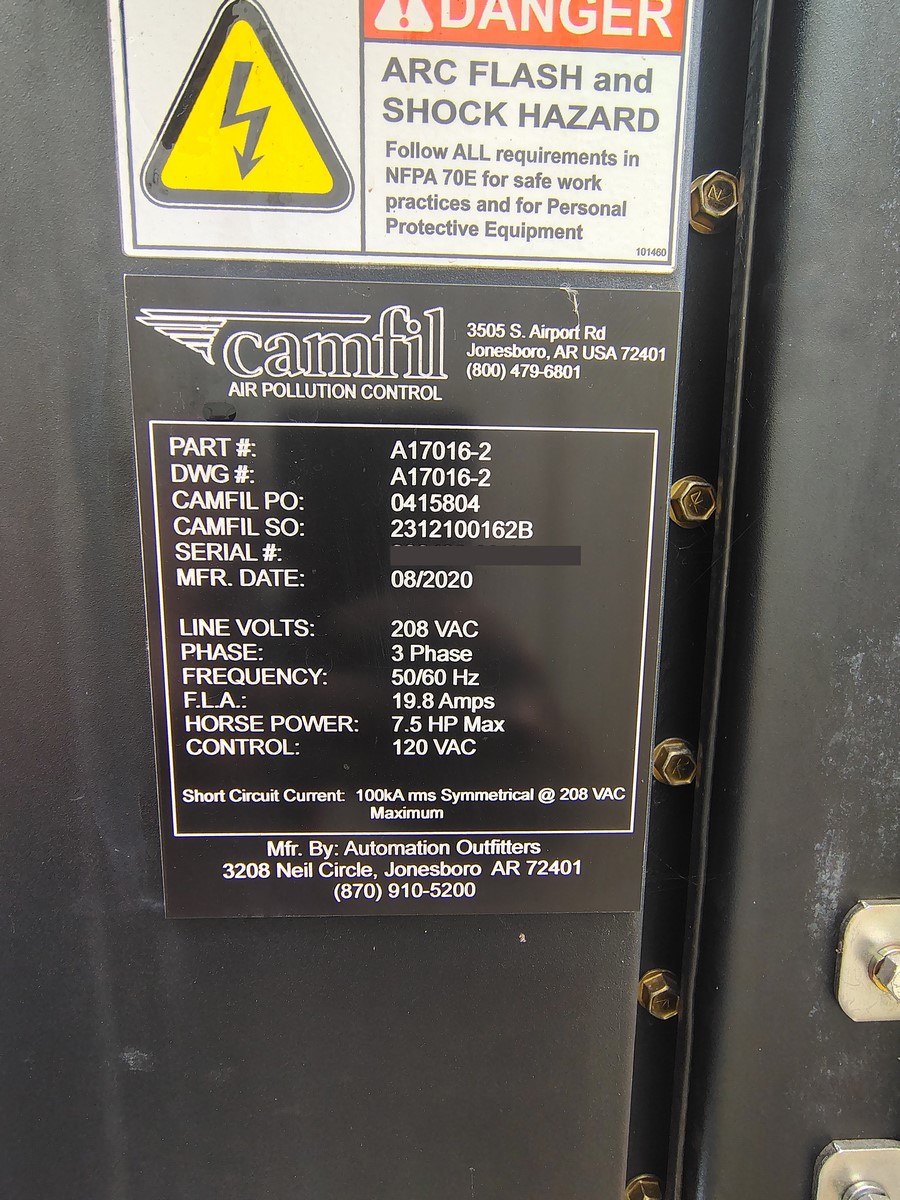 DANGER
ARC FLASH and
SHOCK HAZARD
Follow ALL requirements in
NFPA 70E for safe work
practices and for Personal
Protective Equipment
101460
camfil
AIR POLLUTION CONTROL
3505 S. Airport Rd
Jonesboro, AR USA 72401
(800) 479-6801
PART #: A17016-2
DWG #: A17016-2
CAMFIL PO: 0415804
CAMFIL SO: 2312100162B
SERIAL #:
MFR. DATE: 08/2020
LINE VOLTS: 208 VAC
PHASE: 3 Phase
FREQUENCY: 50/60 Hz
F.L.A.: 19.8 Amps
HORSE POWER: 7.5 HP Max
CONTROL: 120 VAC
Short Circuit Current: 100kA rms Symmetrical @ 208 VAC
Maximum
Mfr. By: Automation Outfitters
3208 Neil Circle, Jonesboro AR 72401
(870) 910-5200